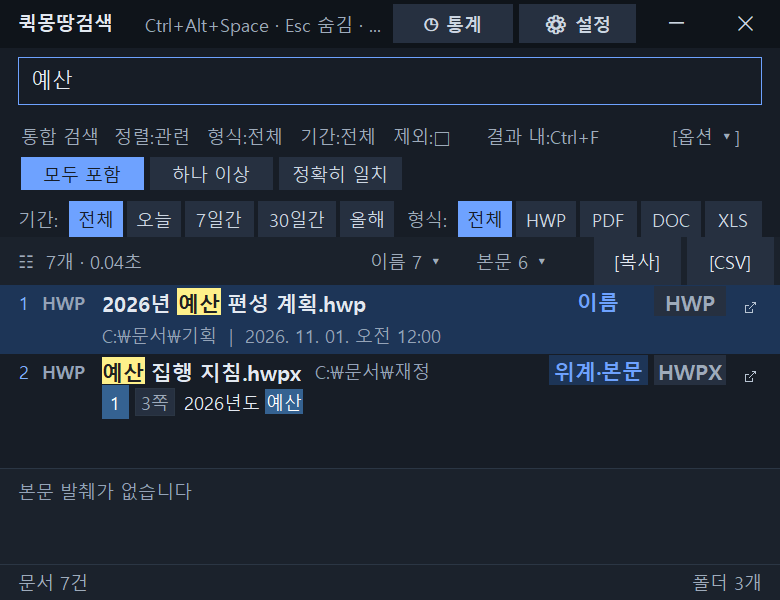 퀵몽땅검색 Ctrl+Alt+Space · Esc 숨김 · ... 통계 설정
예산
통합 검색 정렬:관련 형식:전체 기간:전체 제외:□ 결과 내:Ctrl+F [옵션 ▾]
모두 포함 하나 이상 정확히 일치
기간: 전체 오늘 7일간 30일간 올해 형식: 전체 HWP PDF DOC XLS
7개 · 0.04초 이름 7 ▾ 본문 6 ▾ [복사] [CSV]
1 HWP 2026년 예산 편성 계획.hwp 이름 HWP
C:₩문서₩기획 | 2026. 11. 01. 오전 12:00
2 HWP 예산 집행 지침.hwpx C:₩문서₩재정 위계·본문 HWPX
1 3쪽 2026년도 예산
본문 발췌가 없습니다
문서 7건 폴더 3개